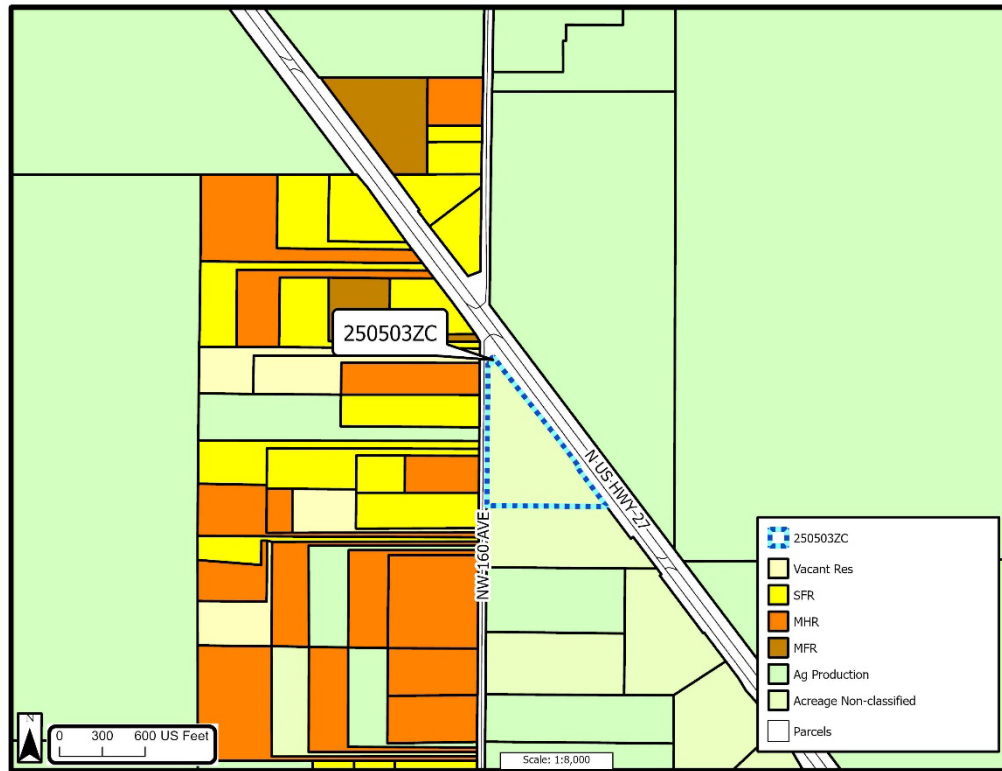 250503ZC
N US HWY 27
NW 160 AVE
250503ZC
Vacant Res
SFR
MHR
MFR
Ag Production
Acreage Non-classified
Parcels
N
0 300 600 US Feet
Scale: 1:8,000